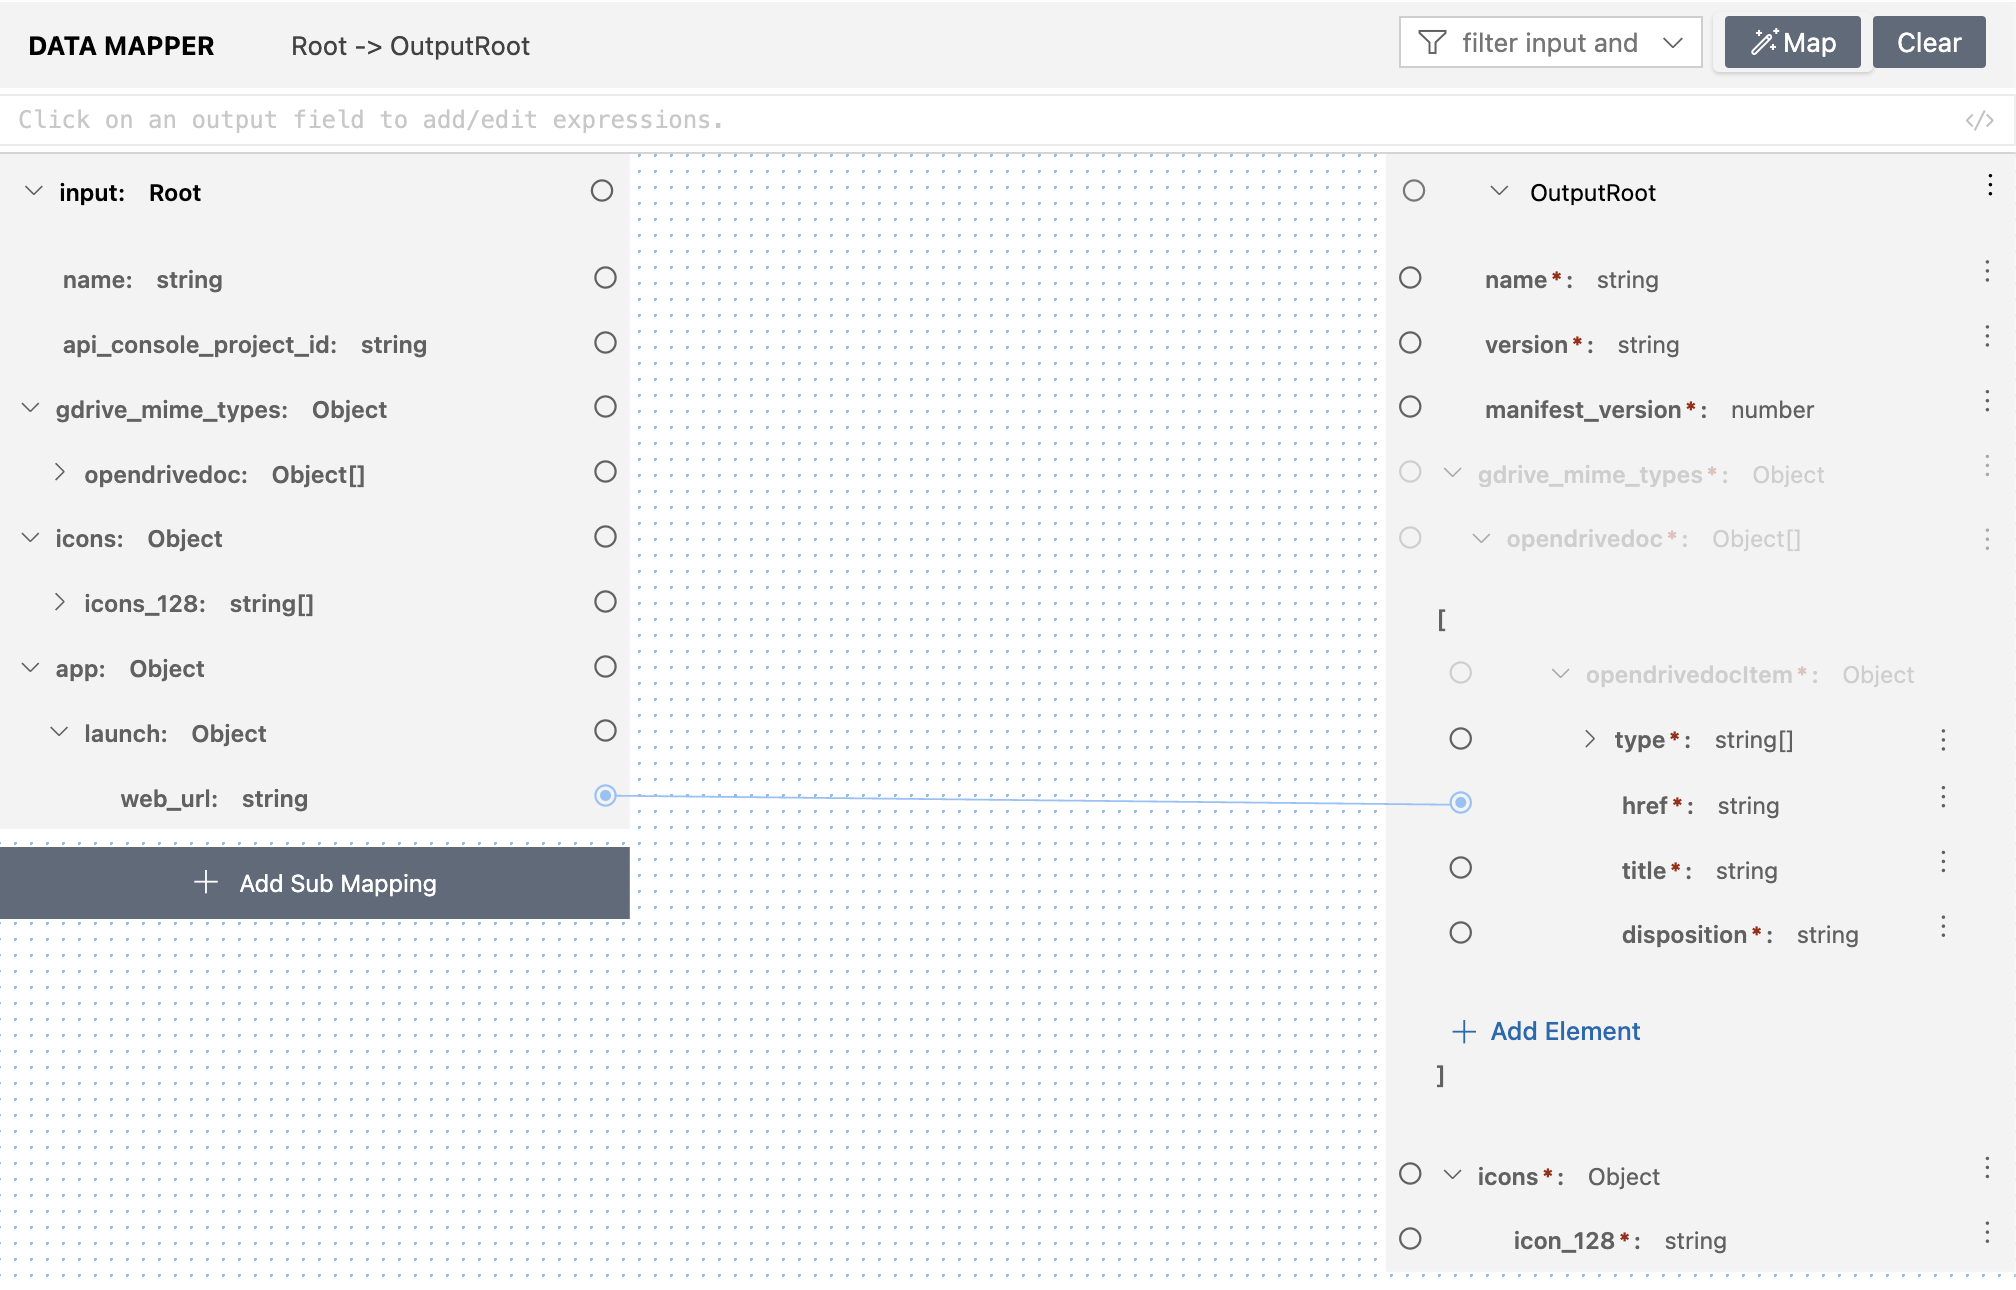 DATA MAPPER
Root -> OutputRoot
filter input and
Map
Clear
Click on an output field to add/edit expressions.
</>
input: Root
name: string
api_console_project_id: string
gdrive_mime_types: Object
opendrivedoc: Object[]
icons: Object
icons_128: string[]
app: Object
launch: Object
web_url: string
Add Sub Mapping
OutputRoot
name*: string
version*: string
manifest_version*: number
gdrive_mime_types*: Object
opendrivedoc*: Object[]
[
opendrivedocItem*: Object
type*: string[]
href*: string
title*: string
disposition*: string
Add Element
]
icons*: Object
icon_128*: string